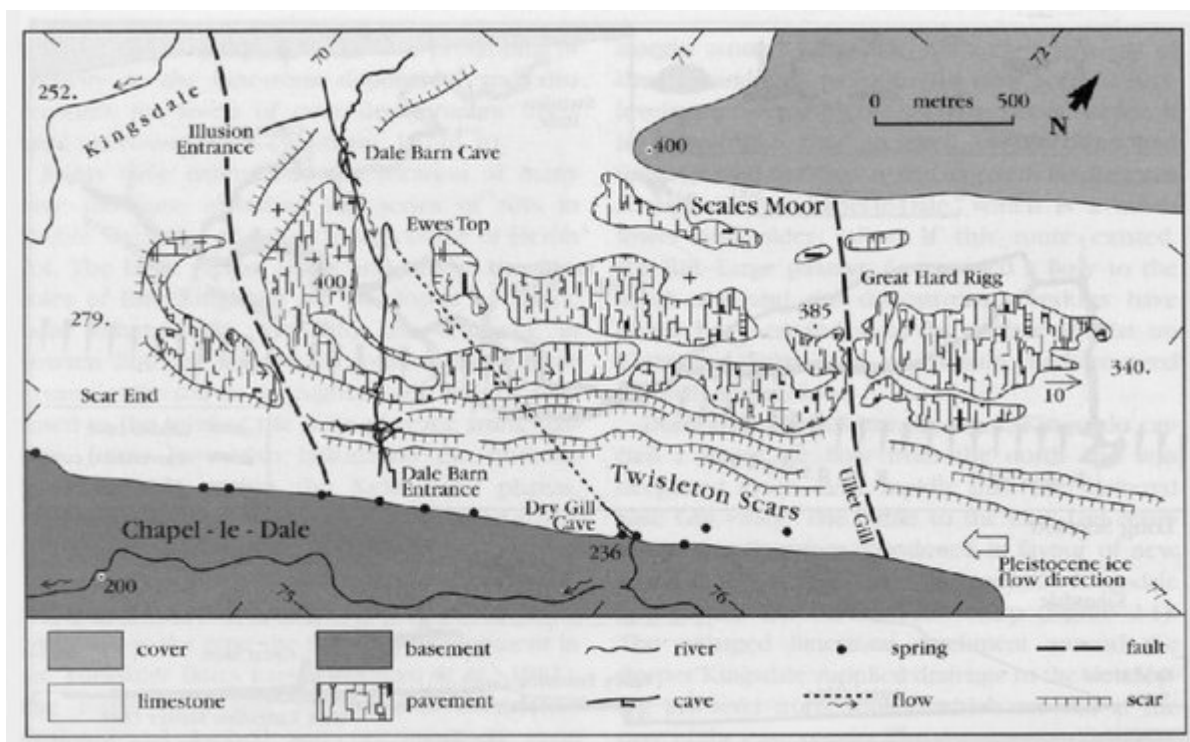 70
71
72
252.
Kingsdale
Illusion
Entrance
Dale Barn Cave
0 metres 500
N
400
Ewes Top
Scales Moor
400
Great Hard Rigg
279.
385
340.
10
Scar End
Dale Barn
Entrance
Twisleton Scars
Dry Gill
Cave
Ullet Gill
Chapel - le - Dale
236
Pleistocene ice
flow direction
200
75
76
77
cover
basement
river
spring
fault
limestone
pavement
cave
flow
scar